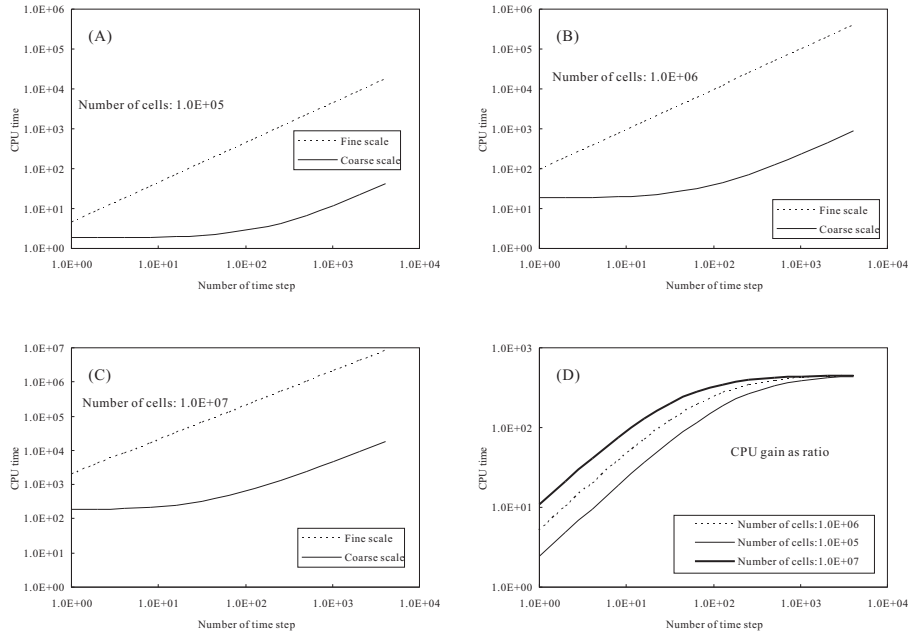 (A)
1.0E+06
1.0E+05
1.0E+04
1.0E+03
1.0E+02
1.0E+01
1.0E+00
CPU time
Number of cells: 1.0E+05
Fine scale
Coarse scale
1.0E+00 1.0E+01 1.0E+02 1.0E+03 1.0E+04
Number of time step
(B)
1.0E+06
1.0E+05
1.0E+04
1.0E+03
1.0E+02
1.0E+01
1.0E+00
CPU time
Number of cells: 1.0E+06
Fine scale
Coarse scale
1.0E+00 1.0E+01 1.0E+02 1.0E+03 1.0E+04
Number of time step
(C)
1.0E+07
1.0E+06
1.0E+05
1.0E+04
1.0E+03
1.0E+02
1.0E+01
1.0E+00
CPU time
Number of cells: 1.0E+07
Fine scale
Coarse scale
1.0E+00 1.0E+01 1.0E+02 1.0E+03 1.0E+04
Number of time step
(D)
1.0E+03
1.0E+02
1.0E+01
1.0E+00
CPU time
CPU gain as ratio
Number of cells:1.0E+06
Number of cells:1.0E+05
Number of cells:1.0E+07
1.0E+00 1.0E+01 1.0E+02 1.0E+03 1.0E+04
Number of time step